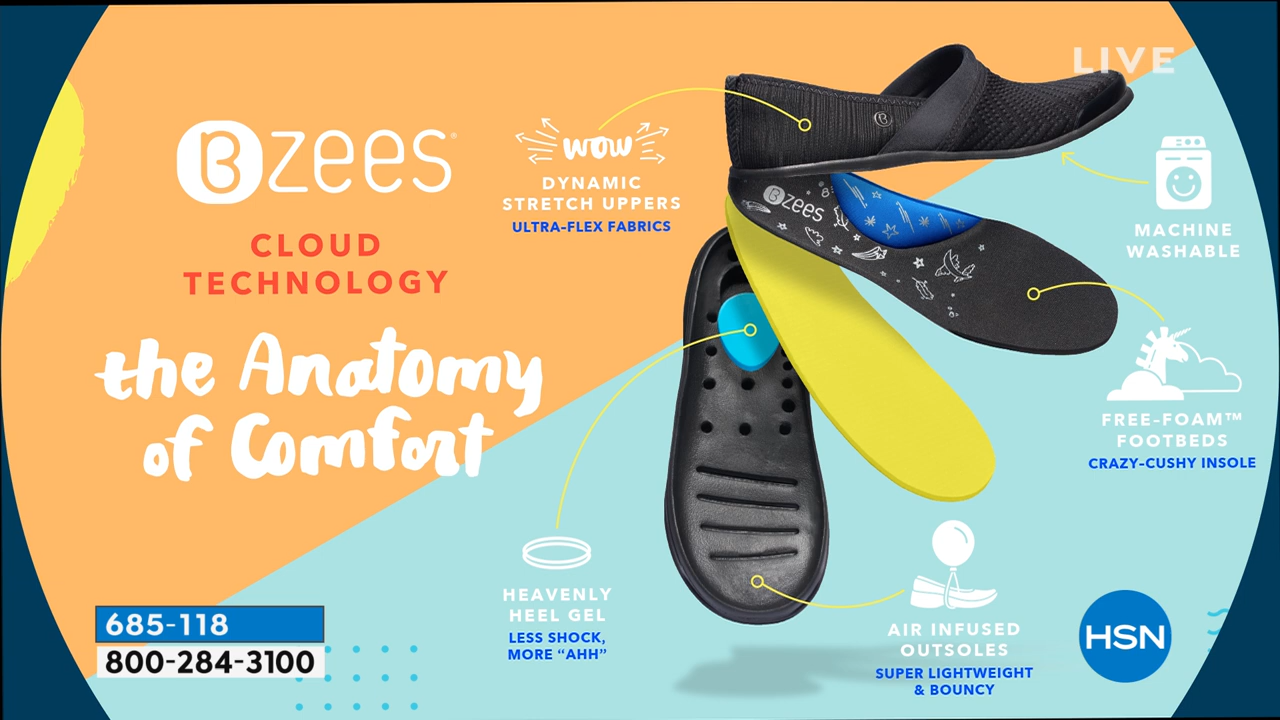 LIVE
Bzees
CLOUD
TECHNOLOGY
the Anatomy
of Comfort
wow
DYNAMIC
STRETCH UPPERS
ULTRA-FLEX FABRICS
Bzees
MACHINE
WASHABLE
FREE-FOAM™
FOOTBEDS
CRAZY-CUSHY INSOLE
HEAVENLY
HEEL GEL
LESS SHOCK,
MORE “AHH”
AIR INFUSED
OUTSOLES
SUPER LIGHTWEIGHT
& BOUNCY
685-118
800-284-3100
HSN